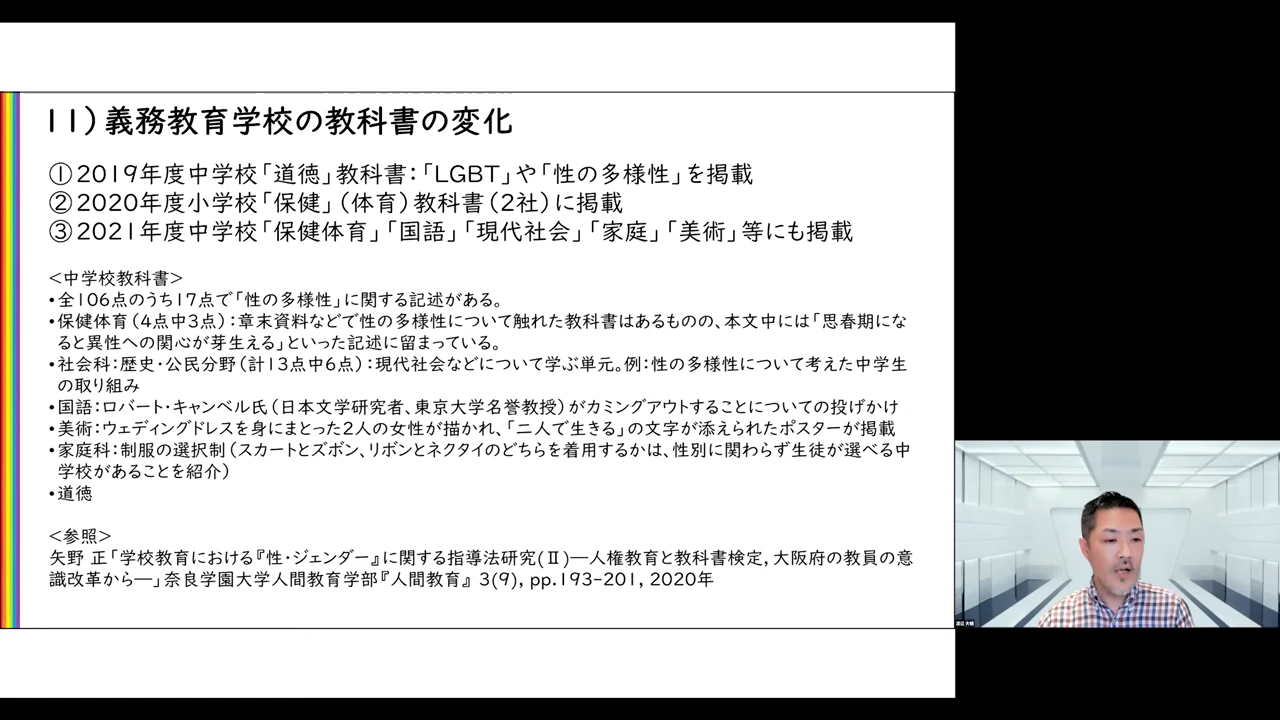 11）義務教育学校の教科書の変化
①2019年度中学校「道徳」教科書：「LGBT」や「性の多様性」を掲載
②2020年度小学校「保健」（体育）教科書（2社）に掲載
③2021年度中学校「保健体育」「国語」「現代社会」「家庭」「美術」等にも掲載
＜中学校教科書＞
•全106点のうち17点で「性の多様性」に関する記述がある。
•保健体育（4点中3点）：章末資料などで性の多様性について触れた教科書はあるものの、本文中には「思春期にな
ると異性への関心が芽生える」といった記述に留まっている。
•社会科：歴史・公民分野（計13点中6点）：現代社会などについて学ぶ単元。例：性の多様性について考えた中学生
の取り組み
•国語：ロバート・キャンベル氏（日本文学研究者、東京大学名誉教授）がカミングアウトすることについての投げかけ
•美術：ウェディングドレスを身にまとった2人の女性が描かれ、「二人で生きる」の文字が添えられたポスターが掲載
•家庭科：制服の選択制（スカートとズボン、リボンとネクタイのどちらを着用するかは、性別に関わらず生徒が選べる中
学校があることを紹介）
•道徳
＜参照＞
矢野 正「学校教育における『性・ジェンダー』に関する指導法研究(Ⅱ)―人権教育と教科書検定，大阪府の教員の意
識改革から―」奈良学園大学人間教育学部『人間教育』 3(9), pp.193-201, 2020年
渡辺 大輔